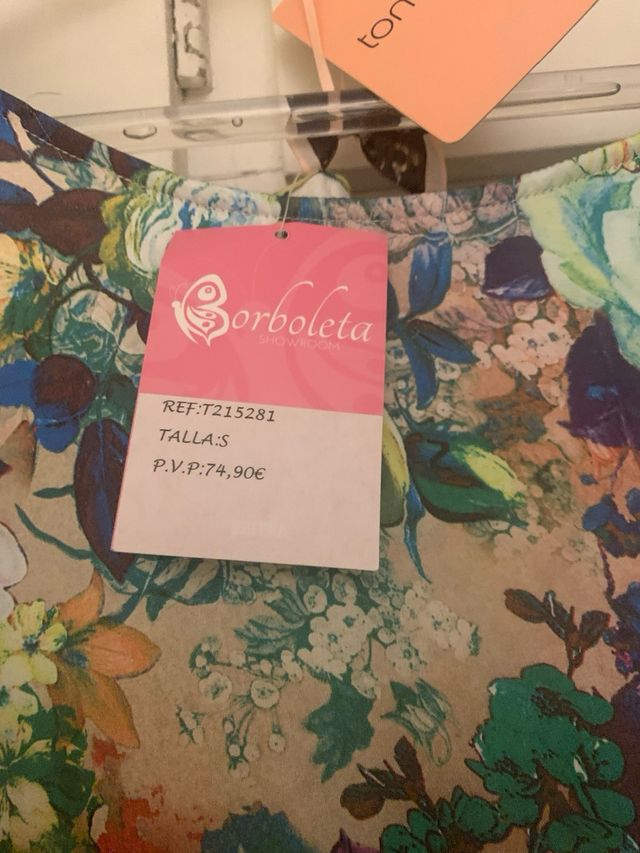 ton
Borboleta
SHOWROOM
REF:T215281
TALLA:S
P.V.P:74,90€